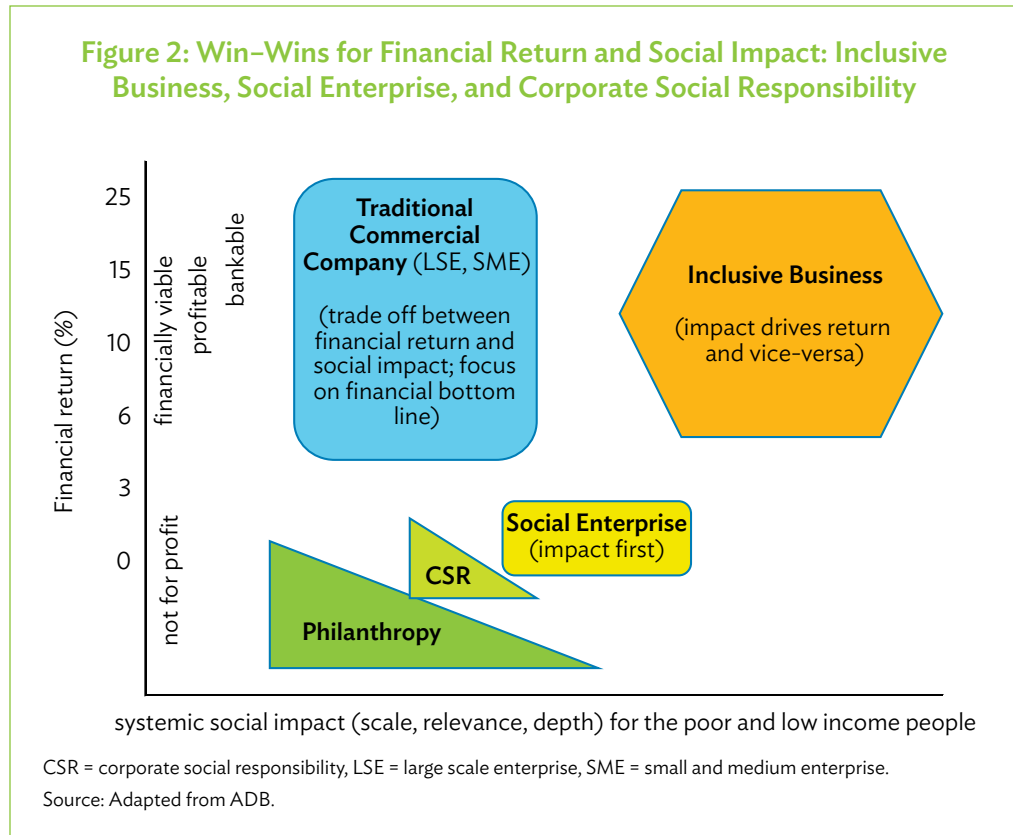 Figure 2: Win–Wins for Financial Return and Social Impact: Inclusive
Business, Social Enterprise, and Corporate Social Responsibility
Financial return (%)
25
15
10
6
3
0
financially viable
profitable
bankable
not for profit
Traditional
Commercial
Company (LSE, SME)
(trade off between
financial return and
social impact; focus
on financial bottom
line)
Inclusive Business
(impact drives return
and vice-versa)
Social Enterprise
(impact first)
CSR
Philanthropy
systemic social impact (scale, relevance, depth) for the poor and low income people
CSR = corporate social responsibility, LSE = large scale enterprise, SME = small and medium enterprise.
Source: Adapted from ADB.